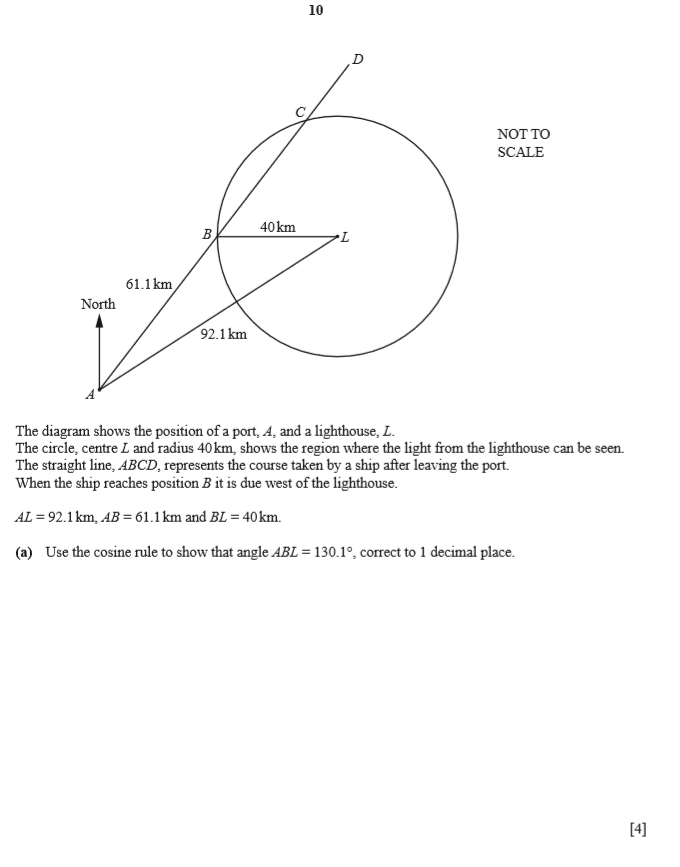 10
D
C
NOT TO
SCALE
B
40 km
L
61.1 km
North
92.1 km
A
The diagram shows the position of a port, A, and a lighthouse, L.
The circle, centre L and radius 40 km, shows the region where the light from the lighthouse can be seen.
The straight line, ABCD, represents the course taken by a ship after leaving the port.
When the ship reaches position B it is due west of the lighthouse.
AL = 92.1 km, AB = 61.1 km and BL = 40 km.
(a) Use the cosine rule to show that angle ABL = 130.1°, correct to 1 decimal place.
[4]